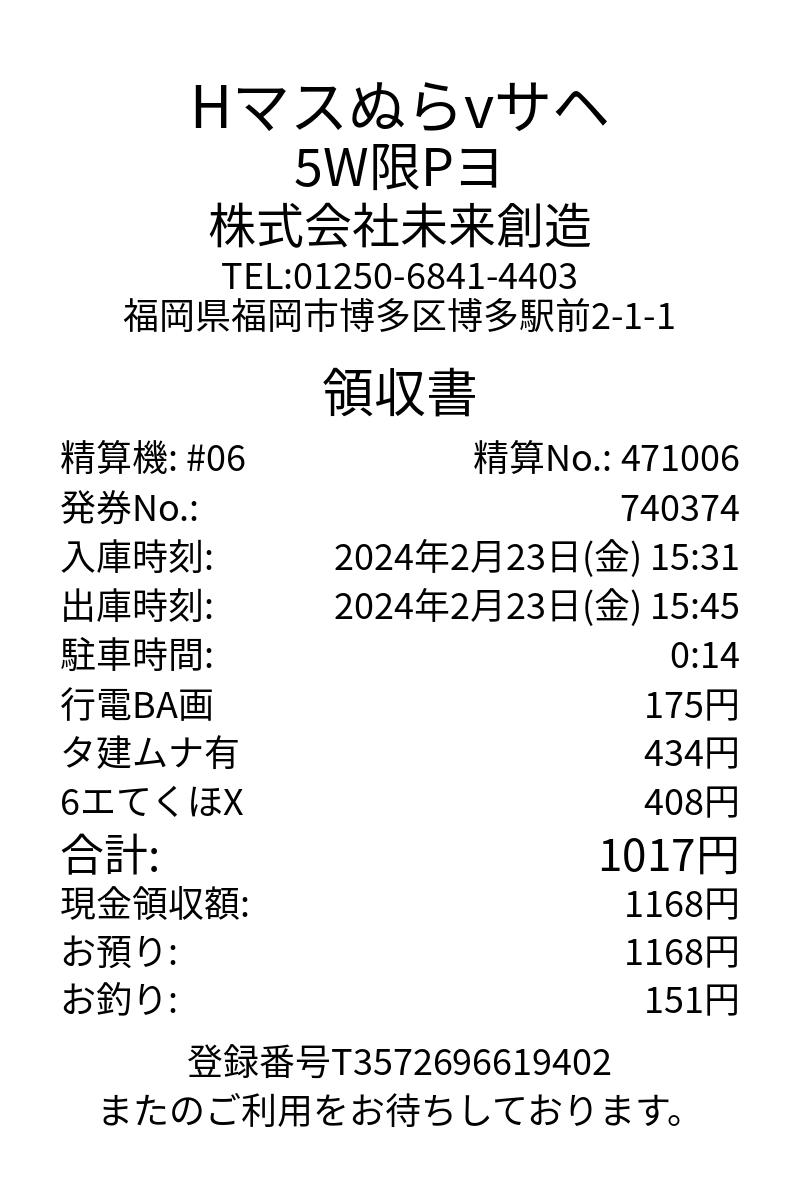 Hマスぬらvサヘ
5W限Pヨ
株式会社未来創造
TEL:01250-6841-4403
福岡県福岡市博多区博多駅前2-1-1
領収書
精算機: #06 精算No.: 471006
発券No.: 740374
入庫時刻: 2024年2月23日(金) 15:31
出庫時刻: 2024年2月23日(金) 15:45
駐車時間: 0:14
行電BA画 175円
タ建ムナ有 434円
6エてくほX 408円
合計: 1017円
現金領収額: 1168円
お預り: 1168円
お釣り: 151円
登録番号T3572696619402
またのご利用をお待ちしております。